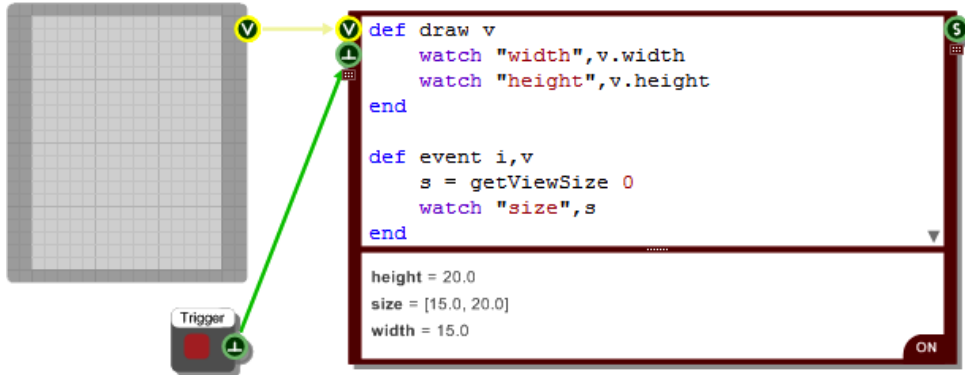 V
V
def draw v
S
watch "width",v.width
watch "height",v.height
end
def event i,v
s = getViewSize 0
watch "size",s
end
height = 20.0
size = [15.0, 20.0]
width = 15.0
ON
Trigger